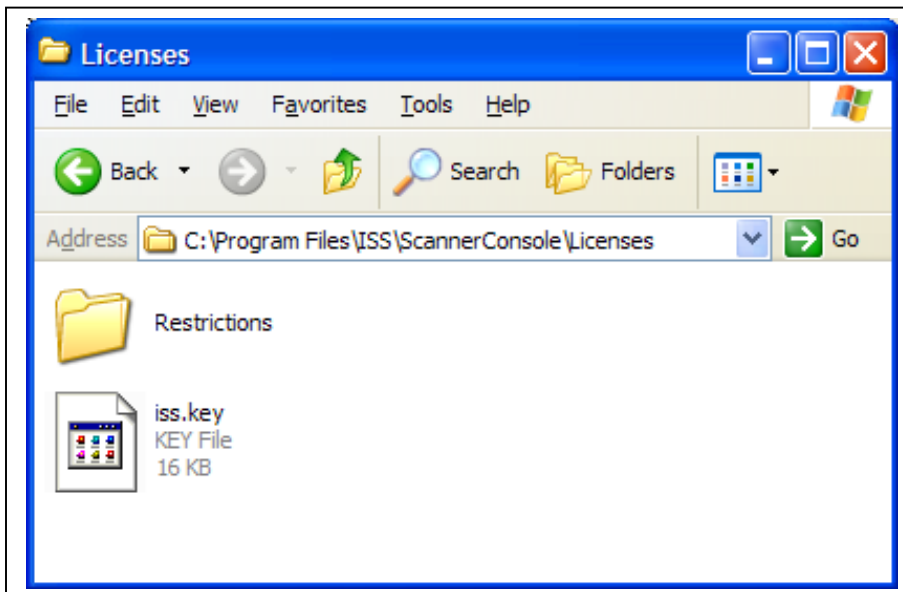 Licenses
File Edit View Favorites Tools Help
Back Search Folders
Address C:\Program Files\ISS\ScannerConsole\Licenses Go
Restrictions
iss.key
KEY File
16 KB